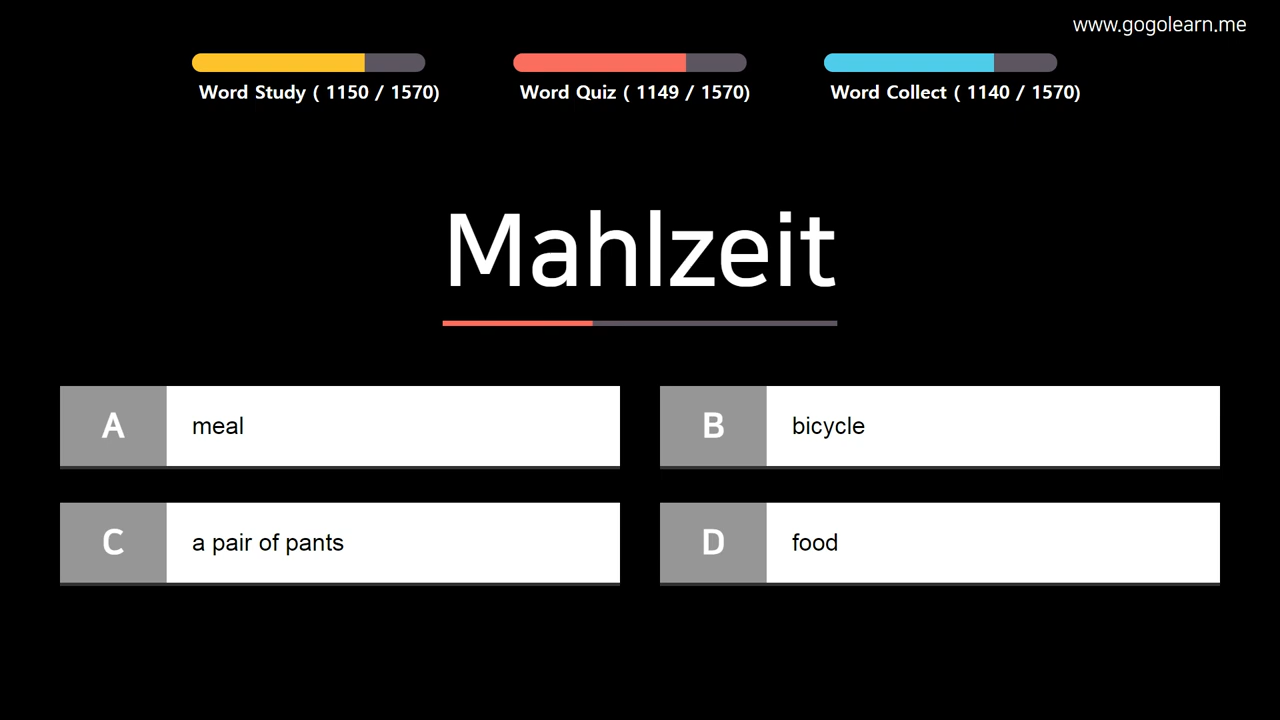 www.gogolearn.me
Word Study ( 1150 / 1570)
Word Quiz ( 1149 / 1570)
Word Collect ( 1140 / 1570)
Mahlzeit
A meal
B bicycle
C a pair of pants
D food